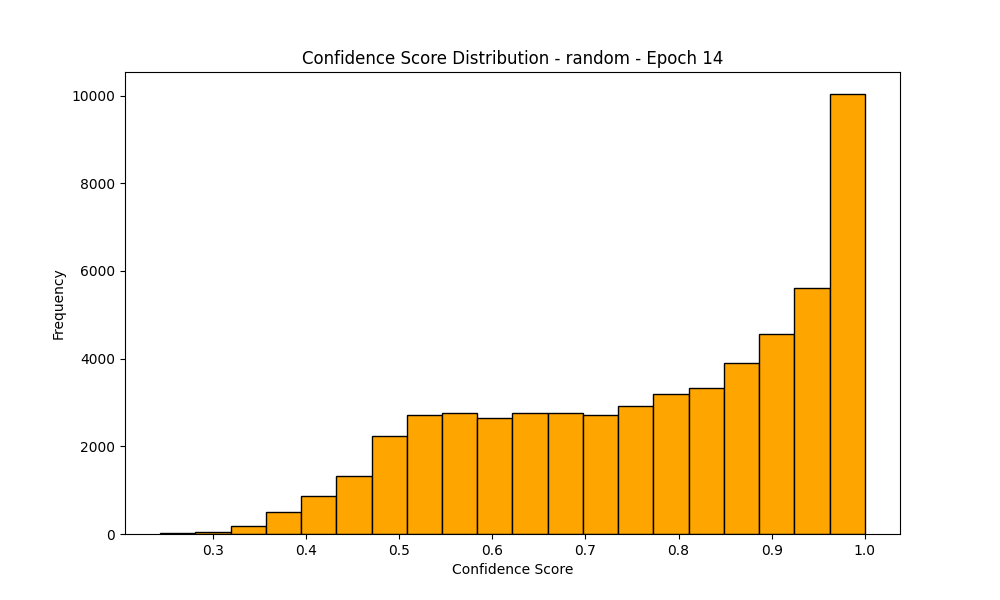 Confidence Score Distribution - random - Epoch 14
10000
8000
6000
4000
2000
0
Frequency
0.3 0.4 0.5 0.6 0.7 0.8 0.9 1.0
Confidence Score